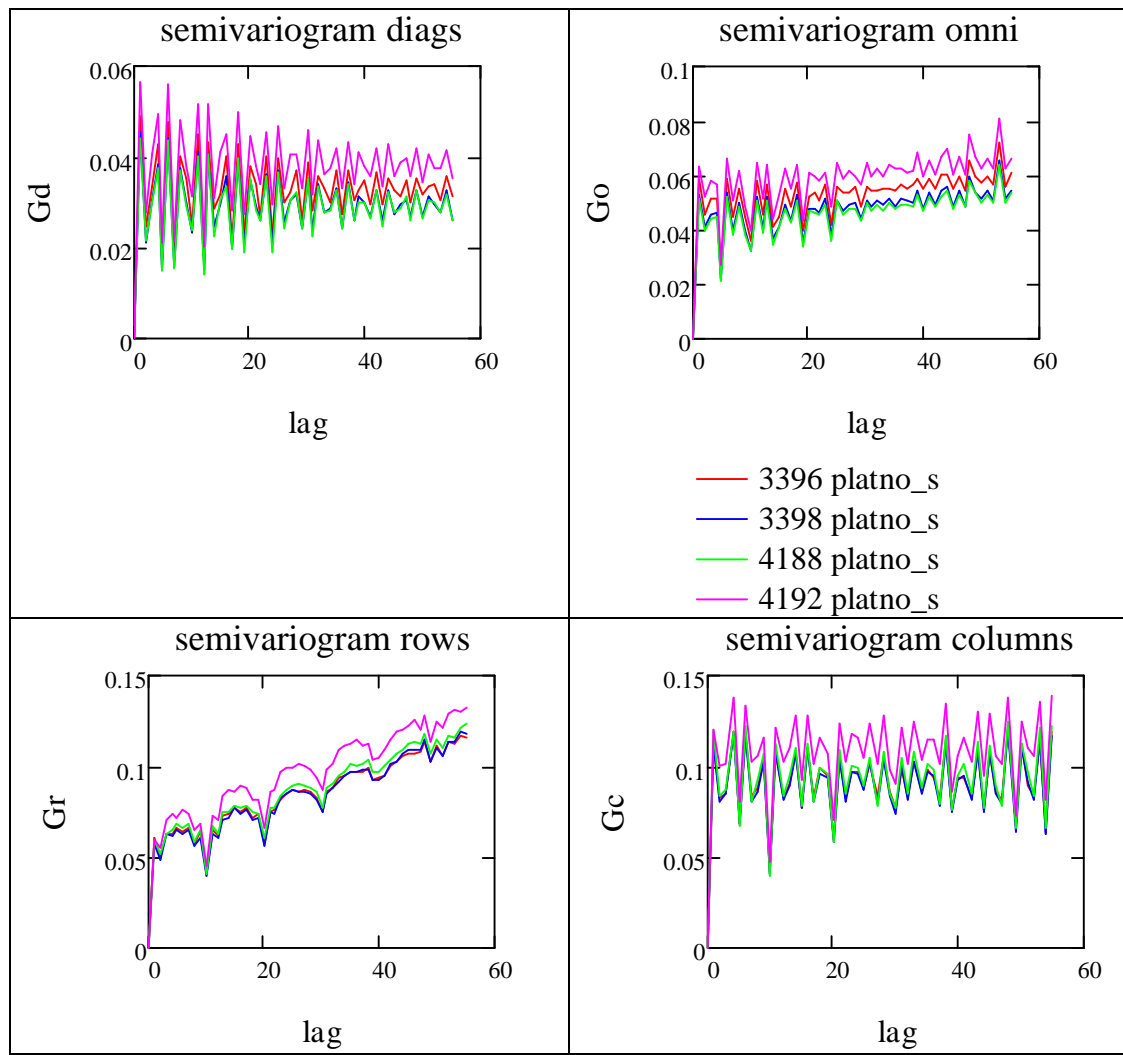 semivariogram diags
0.06
0.04
0.02
0
Gd
0
20
40
60
lag
semivariogram omni
0.1
0.08
0.06
0.04
0.02
0
Go
0
20
40
60
lag
3396 platno_s
3398 platno_s
4188 platno_s
4192 platno_s
semivariogram rows
0.15
0.1
0.05
0
Gr
0
20
40
60
lag
semivariogram columns
0.15
0.1
0.05
0
Gc
0
20
40
60
lag